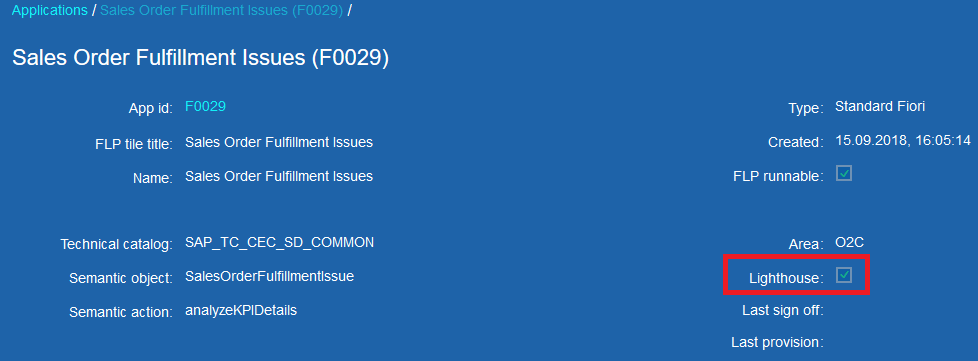 Applications / Sales Order Fulfillment Issues (F0029) /
Sales Order Fulfillment Issues (F0029)
App id: F0029 Type: Standard Fiori
FLP tile title: Sales Order Fulfillment Issues Created: 15.09.2018, 16:05:14
Name: Sales Order Fulfillment Issues FLP runnable:
Technical catalog: SAP_TC_CEC_SD_COMMON Area: O2C
Semantic object: SalesOrderFulfillmentIssue Lighthouse:
Semantic action: analyzeKPIDetails Last sign off:
Last provision: